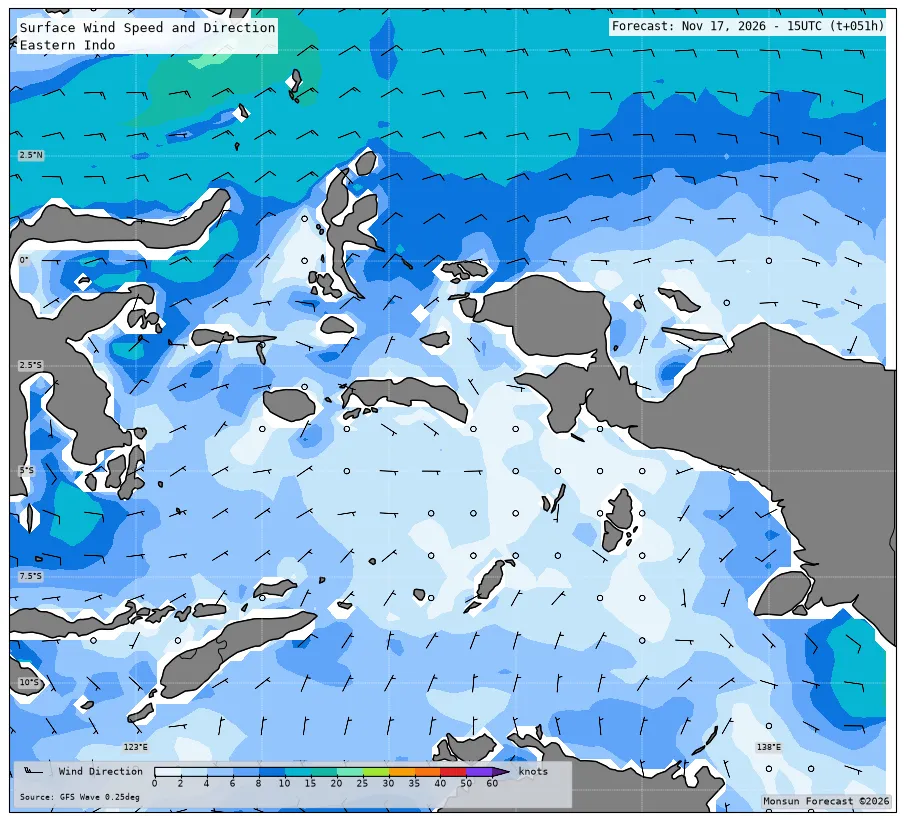 Surface Wind Speed and Direction
Eastern Indo
Forecast: Nov 17, 2026 - 15UTC (t+051h)
2.5°N
0°
2.5°S
5°S
7.5°S
10°S
123°E
138°E
Wind Direction
knots
0 2 4 6 8 10 15 20 25 30 35 40 50 60
Source: GFS Wave 0.25deg
Monsun Forecast ©2026